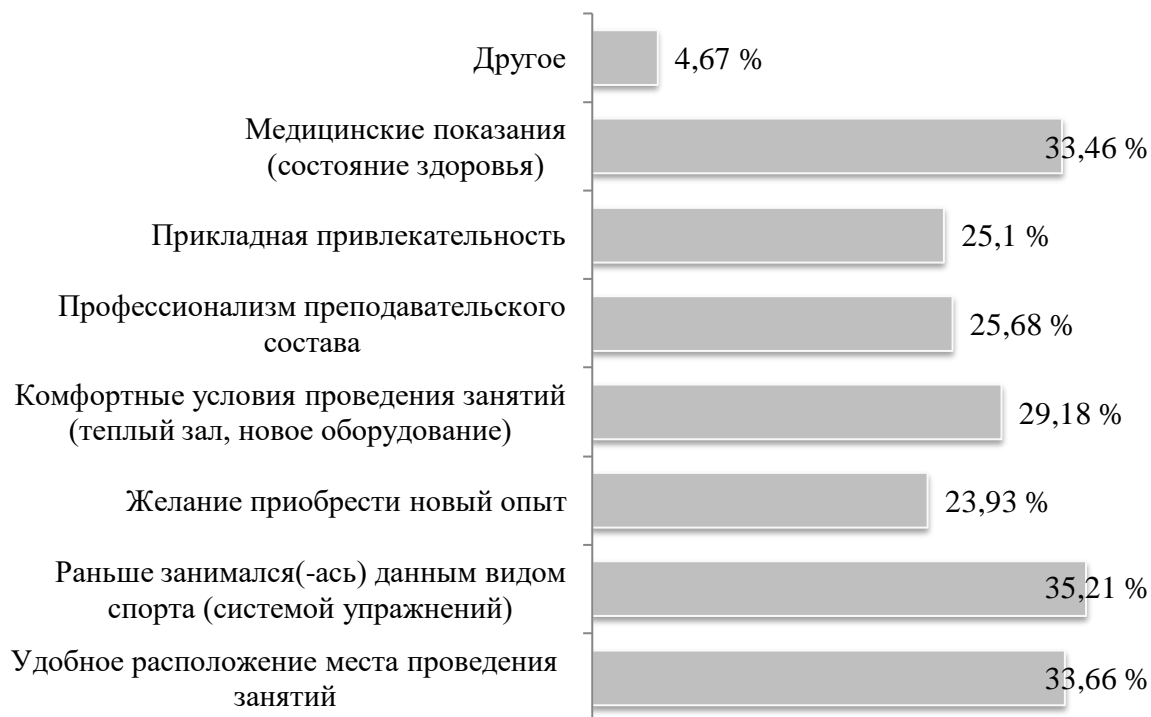 Другое
4,67 %
Медицинские показания
(состояние здоровья)
33,46 %
Прикладная привлекательность
25,1 %
Профессионализм преподавательского
состава
25,68 %
Комфортные условия проведения занятий
(теплый зал, новое оборудование)
29,18 %
Желание приобрести новый опыт
23,93 %
Раньше занимался(-ась) данным видом
спорта (системой упражнений)
35,21 %
Удобное расположение места проведения
занятий
33,66 %